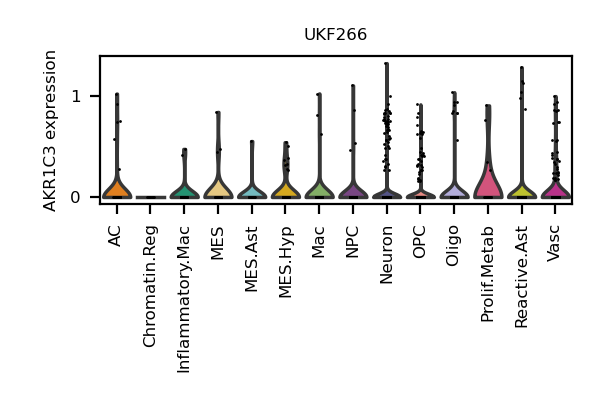 UKF266
AKR1C3 expression
1
0
AC
Chromatin.Reg
Inflammatory.Mac
MES
MES.Ast
MES.Hyp
Mac
NPC
Neuron
OPC
Oligo
Prolif.Metab
Reactive.Ast
Vasc